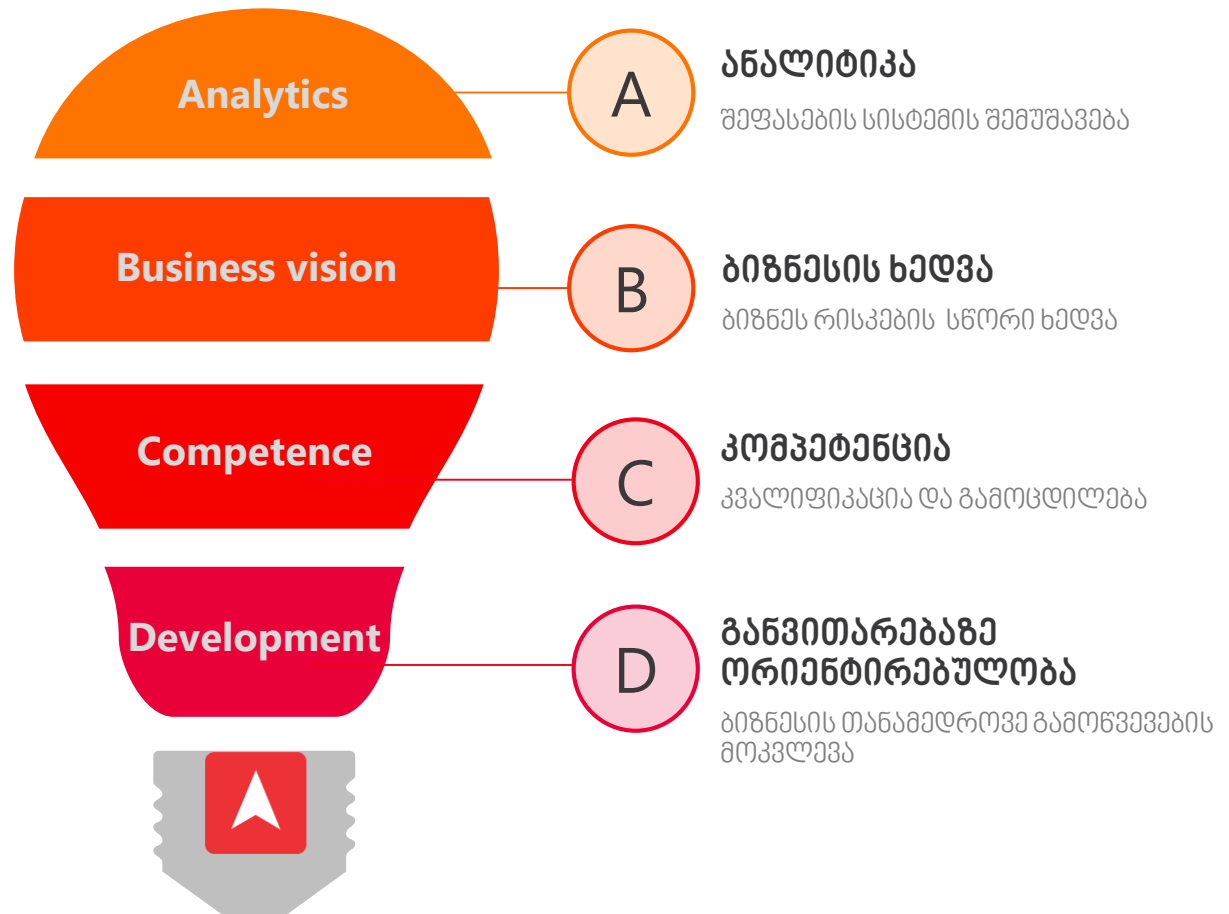 Analytics
A
ანალიტიკა
შეფასების სისტემის შემუშავება
Business vision
B
ბიზნესის ხედვა
ბიზნეს რისკების სწორი ხედვა
Competence
C
კომპეტენცია
კვალიფიკაცია და გამოცდილება
Development
D
განვითარებაზე
ორიენტირებულობა
ბიზნესის თანამედროვე გამოწვევების
მოკვლევა